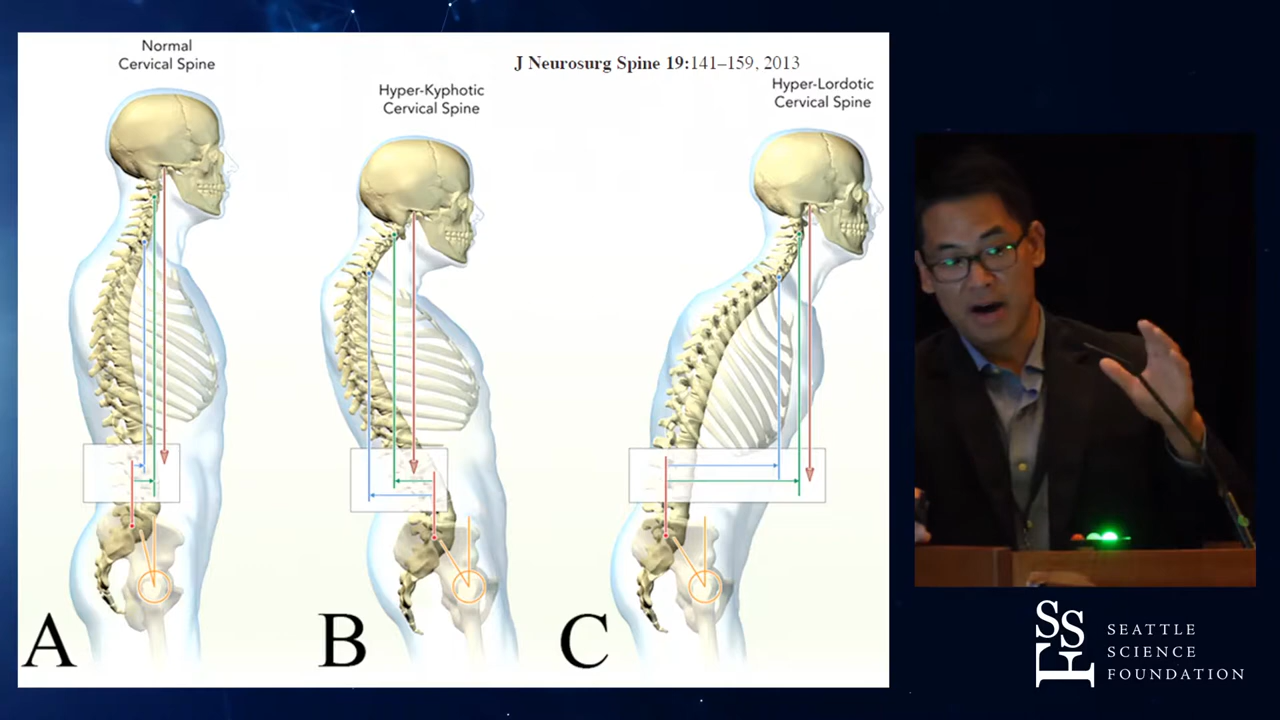 Normal
Cervical Spine
J Neurosurg Spine 19:141–159, 2013
Hyper-Kyphotic
Cervical Spine
Hyper-Lordotic
Cervical Spine
A
B
C
SSF
SEATTLE
SCIENCE
FOUNDATION